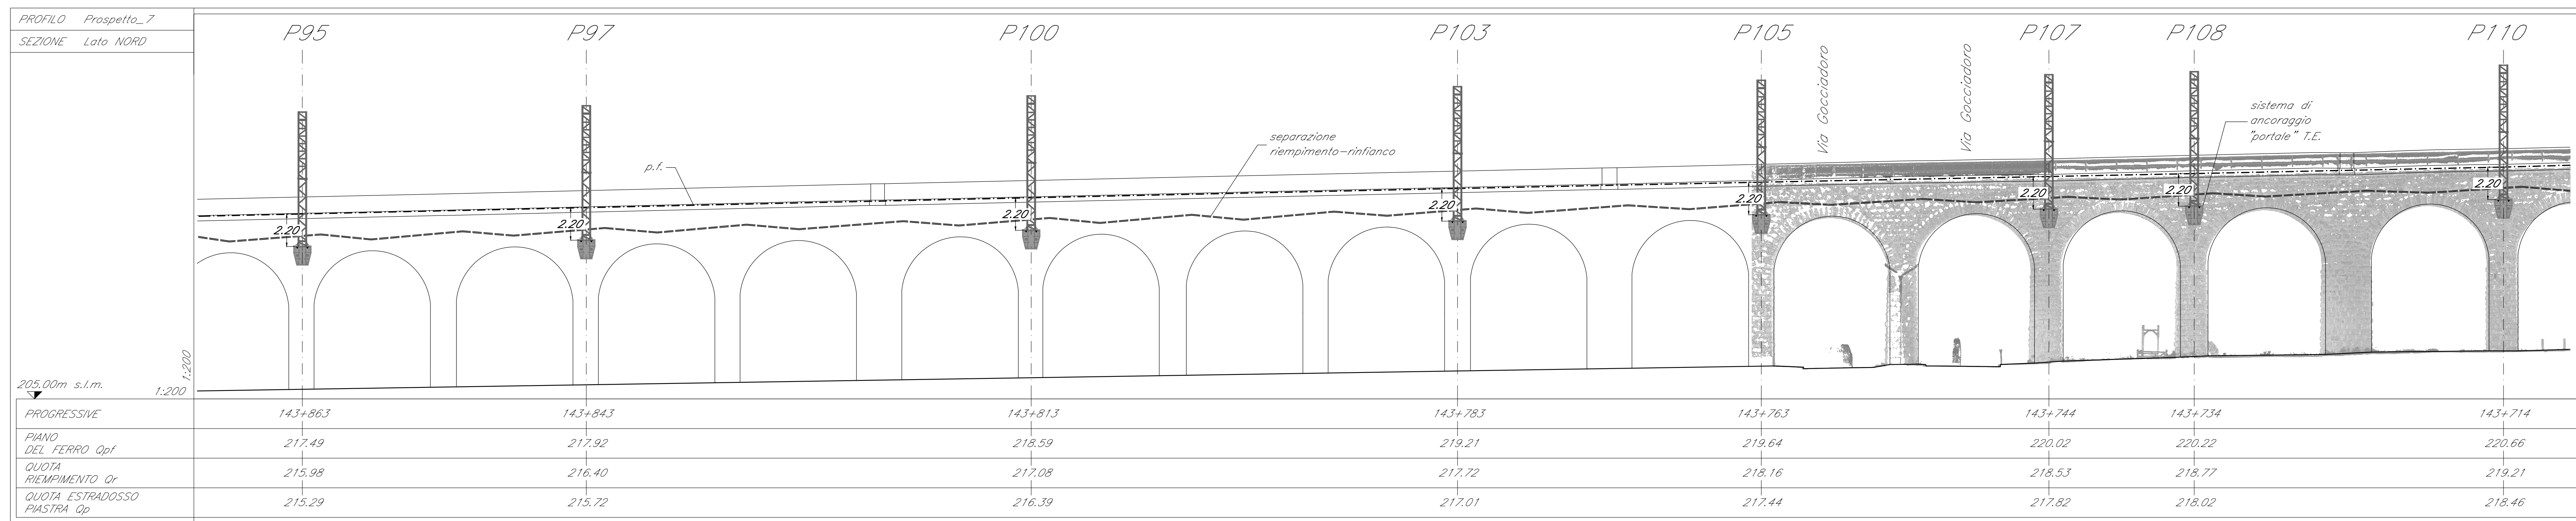 PROFILO Prospetto_7
SEZIONE Lato NORD
P95 P97 P100 P103 P105 P107 P108 P110
Via Gocciadoro
Via Gocciadoro
sistema di
ancoraggio
"portale" T.E.
separazione
riempimento-rinfianco
p.f.
2.20 2.20 2.20 2.20 2.20 2.20 2.20 2.20
1:200
205.00m s.l.m. 1:200
PROGRESSIVE 143+863 143+843 143+813 143+783 143+763 143+744 143+734 143+714
PIANO
DEL FERRO Qpf 217.49 217.92 218.59 219.21 219.64 220.02 220.22 220.66
QUOTA
RIEMPIMENTO Qr 215.98 216.40 217.08 217.72 218.16 218.53 218.77 219.21
QUOTA ESTRADOSSO
PIASTRA Qp 215.29 215.72 216.39 217.01 217.44 217.82 218.02 218.46